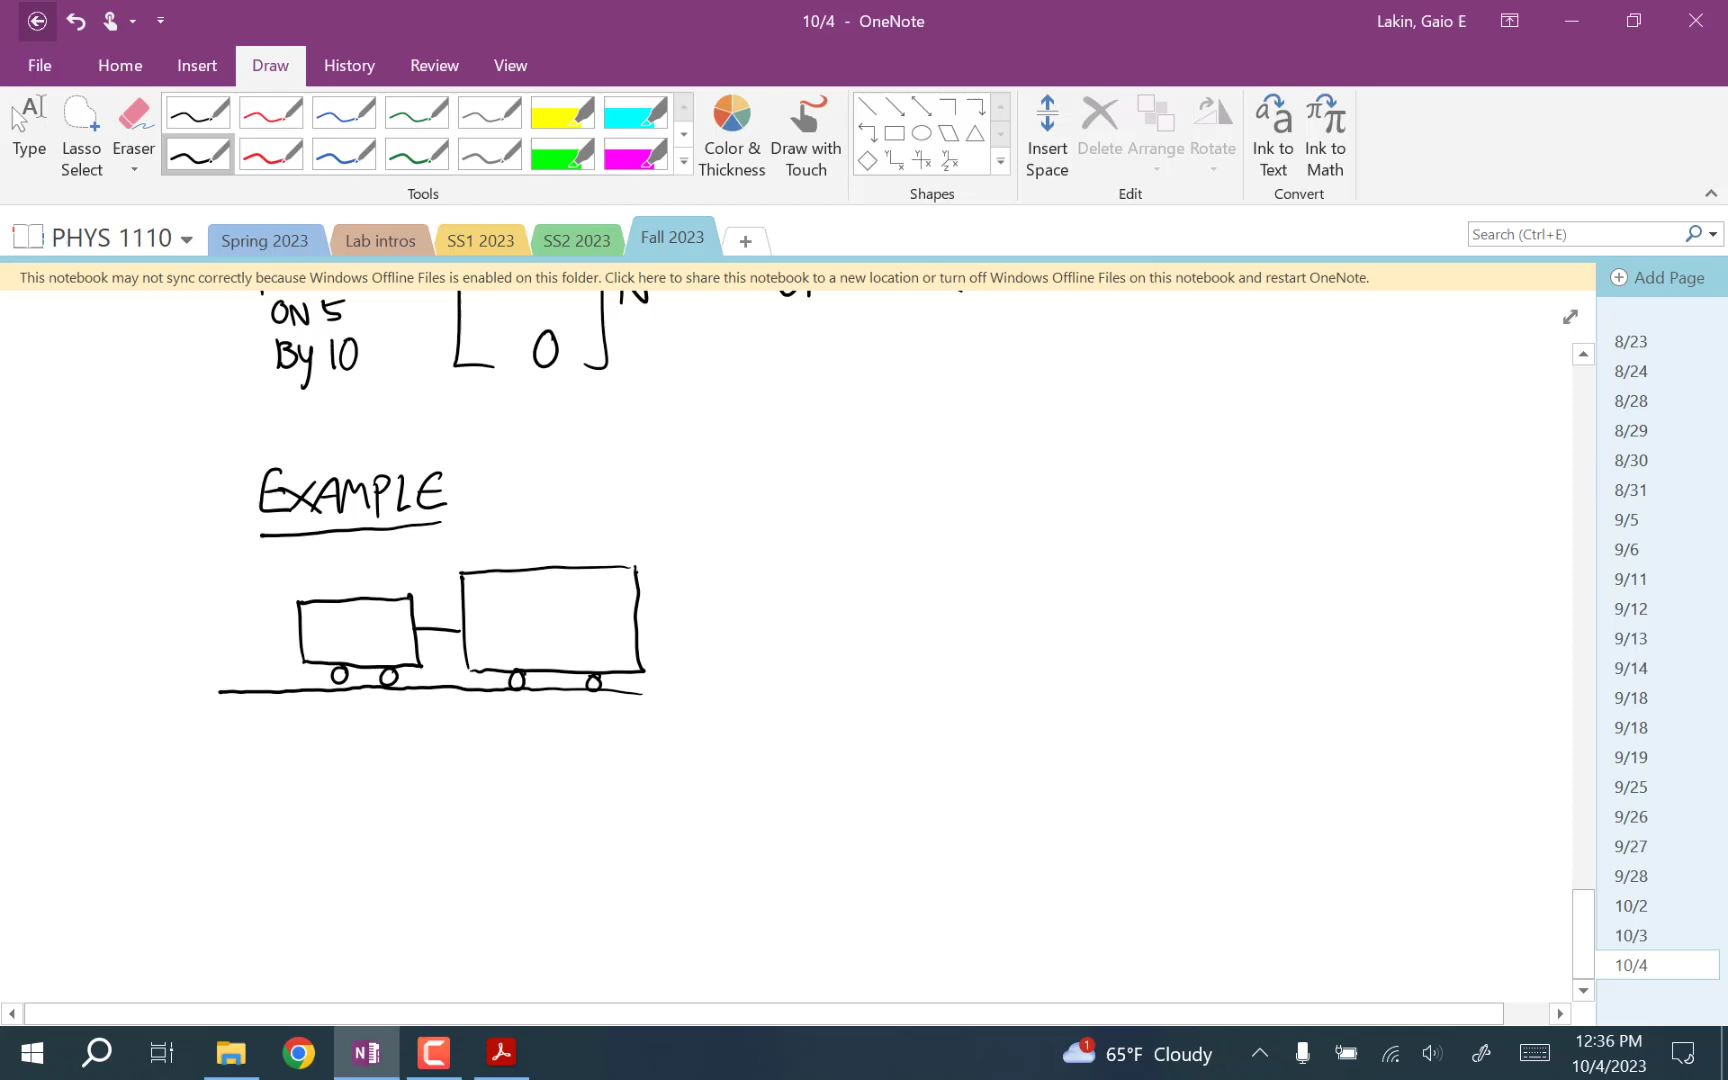 10/4 - OneNote
Lakin, Gaio E
File Home Insert Draw History Review View
Type
Lasso Select
Eraser
Color & Thickness
Draw with Touch
Insert Space
Delete
Arrange
Rotate
Ink to Text
Ink to Math
Tools
Shapes
Edit
Convert
PHYS 1110
Spring 2023
Lab intros
SS1 2023
SS2 2023
Fall 2023
Search (Ctrl+E)
This notebook may not sync correctly because Windows Offline Files is enabled on this folder. Click here to share this notebook to a new location or turn off Windows Offline Files on this notebook and restart OneNote.
Add Page
8/23
8/24
8/28
8/29
8/30
8/31
9/5
9/6
9/11
9/12
9/13
9/14
9/18
9/18
9/19
9/25
9/26
9/27
9/28
10/2
10/3
10/4
ON 5
By 10
0
N
EXAMPLE
65°F Cloudy
12:36 PM
10/4/2023